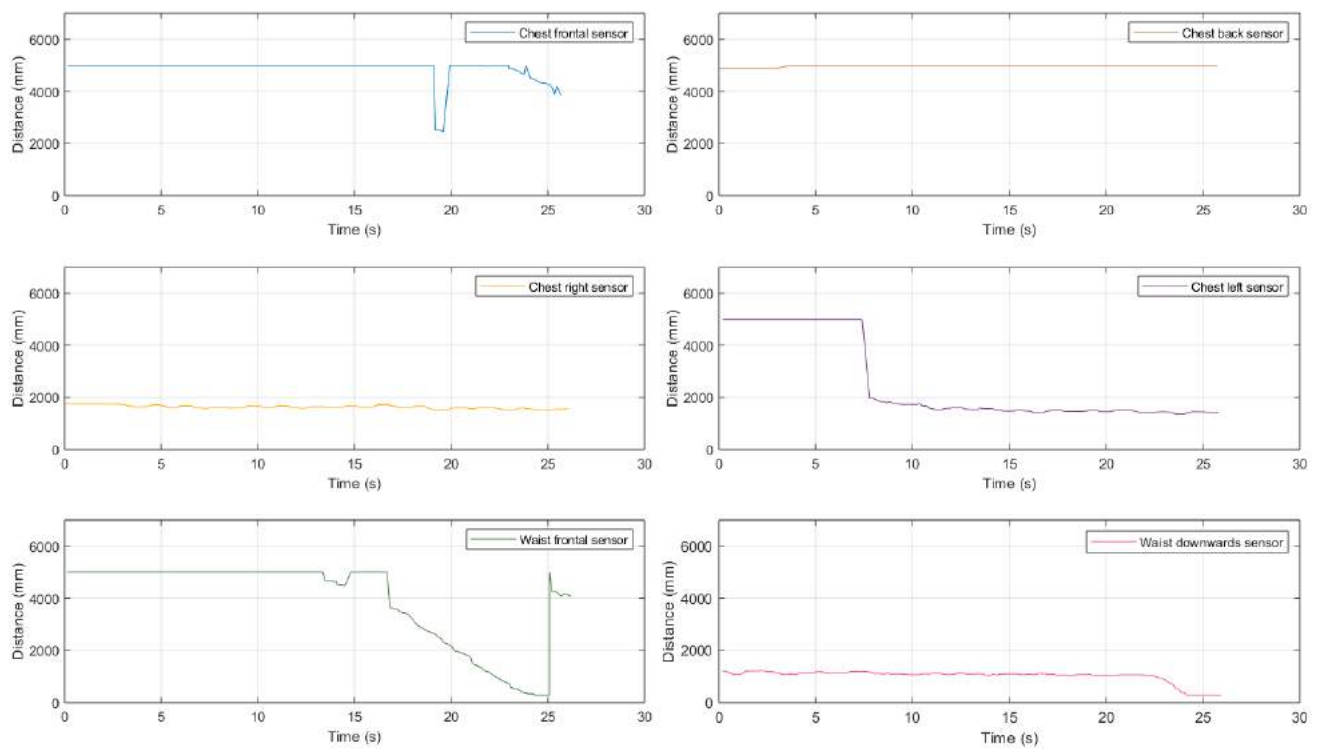 Chest frontal sensor
6000
4000
2000
0
Distance (mm)
0 5 10 15 20 25 30
Time (s)
Chest back sensor
6000
4000
2000
0
Distance (mm)
0 5 10 15 20 25 30
Time (s)
Chest right sensor
6000
4000
2000
0
Distance (mm)
0 5 10 15 20 25 30
Time (s)
Chest left sensor
6000
4000
2000
0
Distance (mm)
0 5 10 15 20 25 30
Time (s)
Waist frontal sensor
6000
4000
2000
0
Distance (mm)
0 5 10 15 20 25 30
Time (s)
Waist downwards sensor
6000
4000
2000
0
Distance (mm)
0 5 10 15 20 25 30
Time (s)